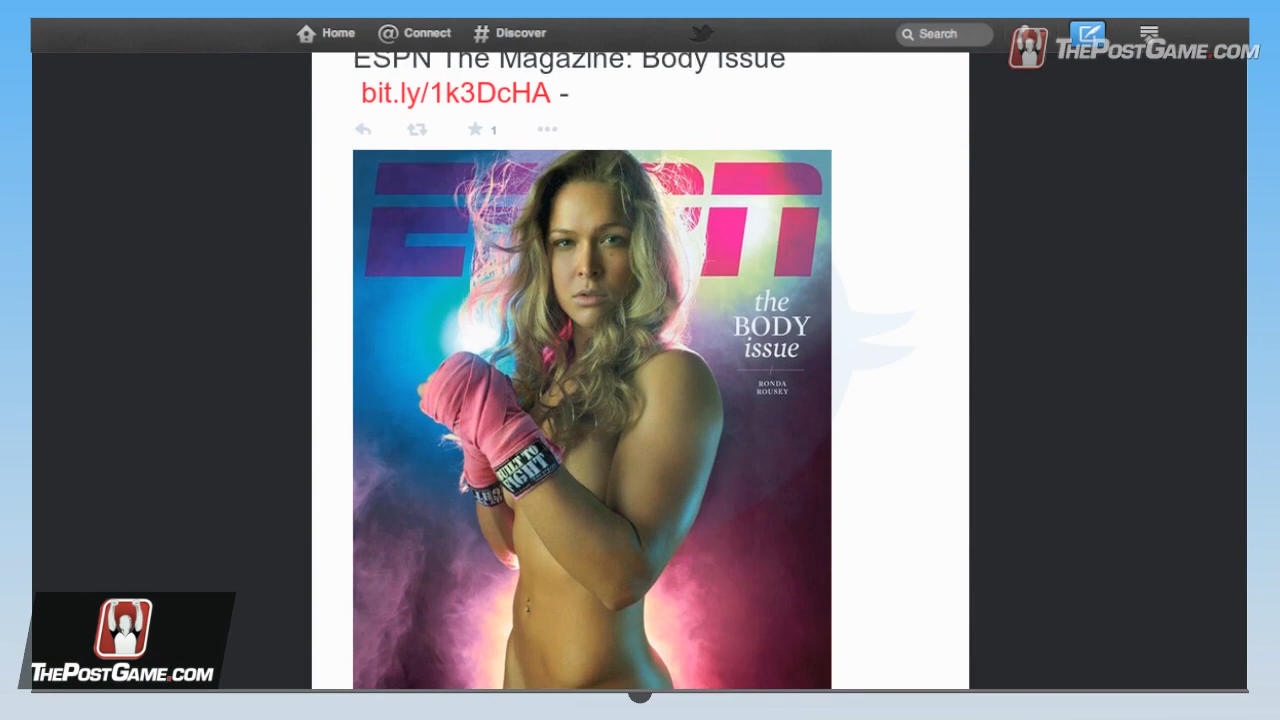 Home
Connect
Discover
Search
THEPOSTGAME.COM
ESPN The Magazine: Body Issue
bit.ly/1k3DcHA -
1
ESPN
the
BODY
issue
RONDA
ROUSEY
BUILT TO
FIGHT
THEPOSTGAME.COM